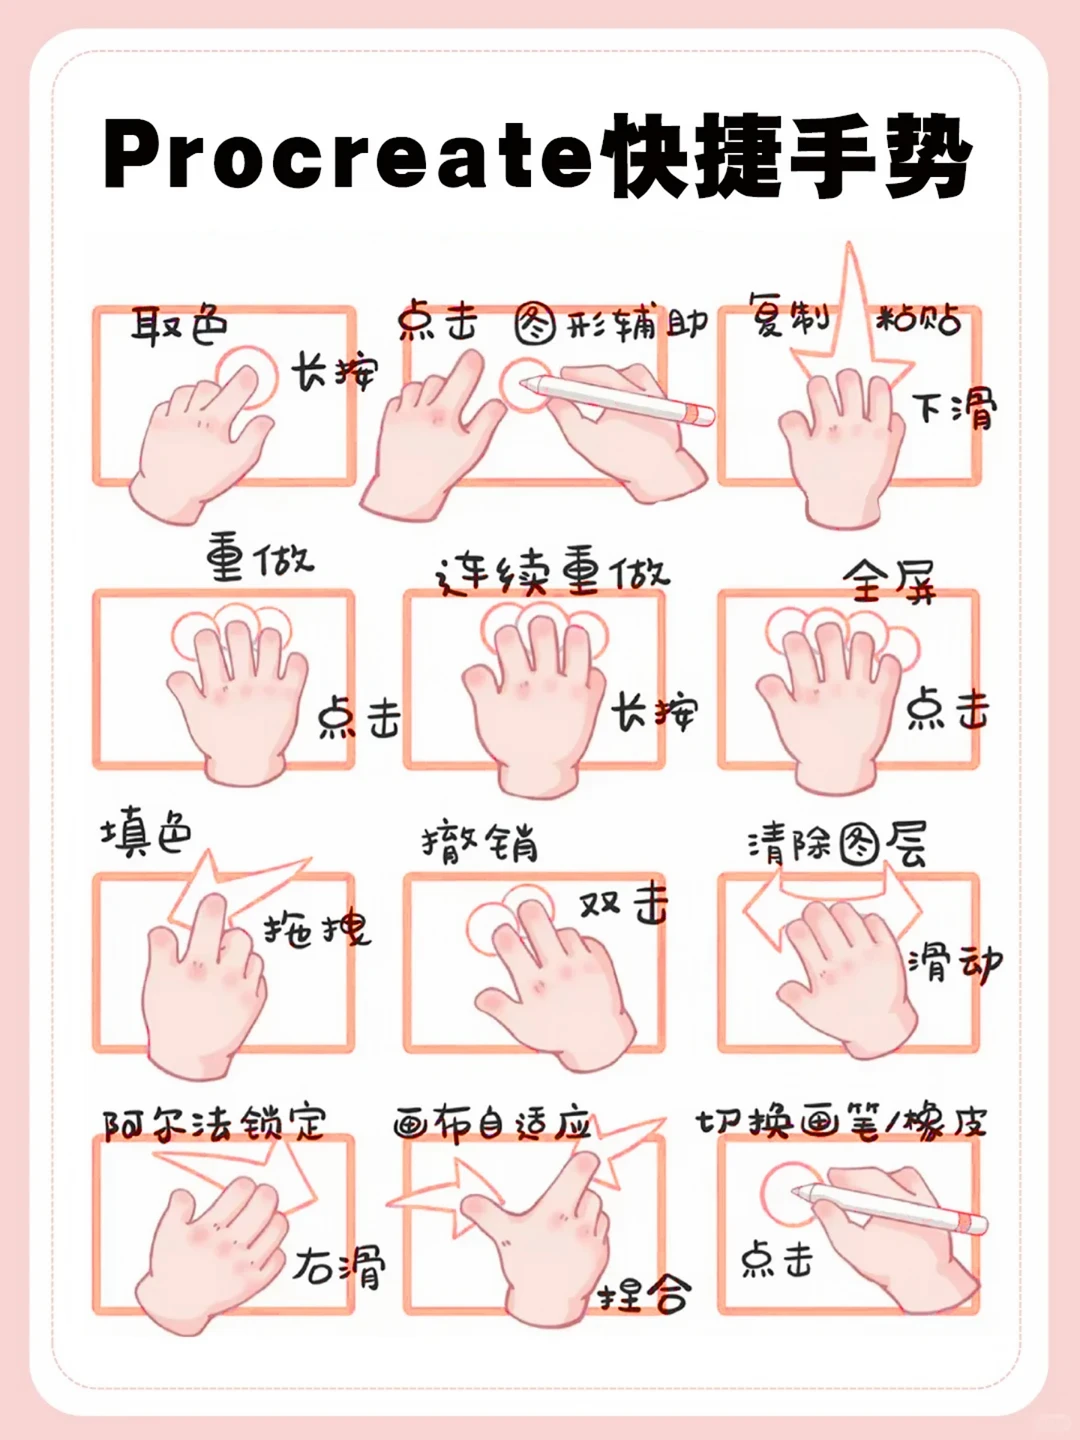 Procreate快捷手势
取色
长按
点击 图形辅助
复制 粘贴
下滑
重做
点击
连续重做
长按
全屏
点击
填色
拖拽
撤销
双击
清除图层
滑动
阿尔法锁定
右滑
画布自适应
捏合
切换画笔/橡皮
点击